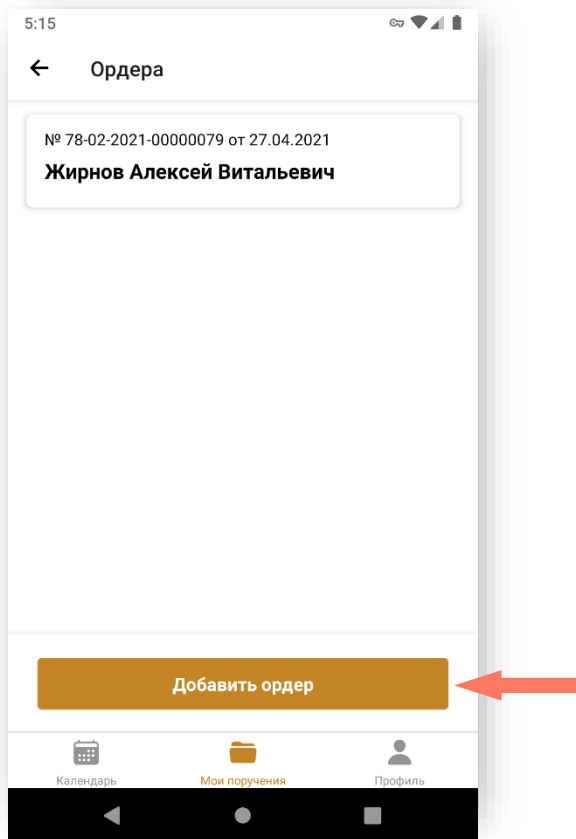 5:15
Ордера
№ 78-02-2021-00000079 от 27.04.2021
Жирнов Алексей Витальевич
Добавить ордер
Календарь
Мои поручения
Профиль